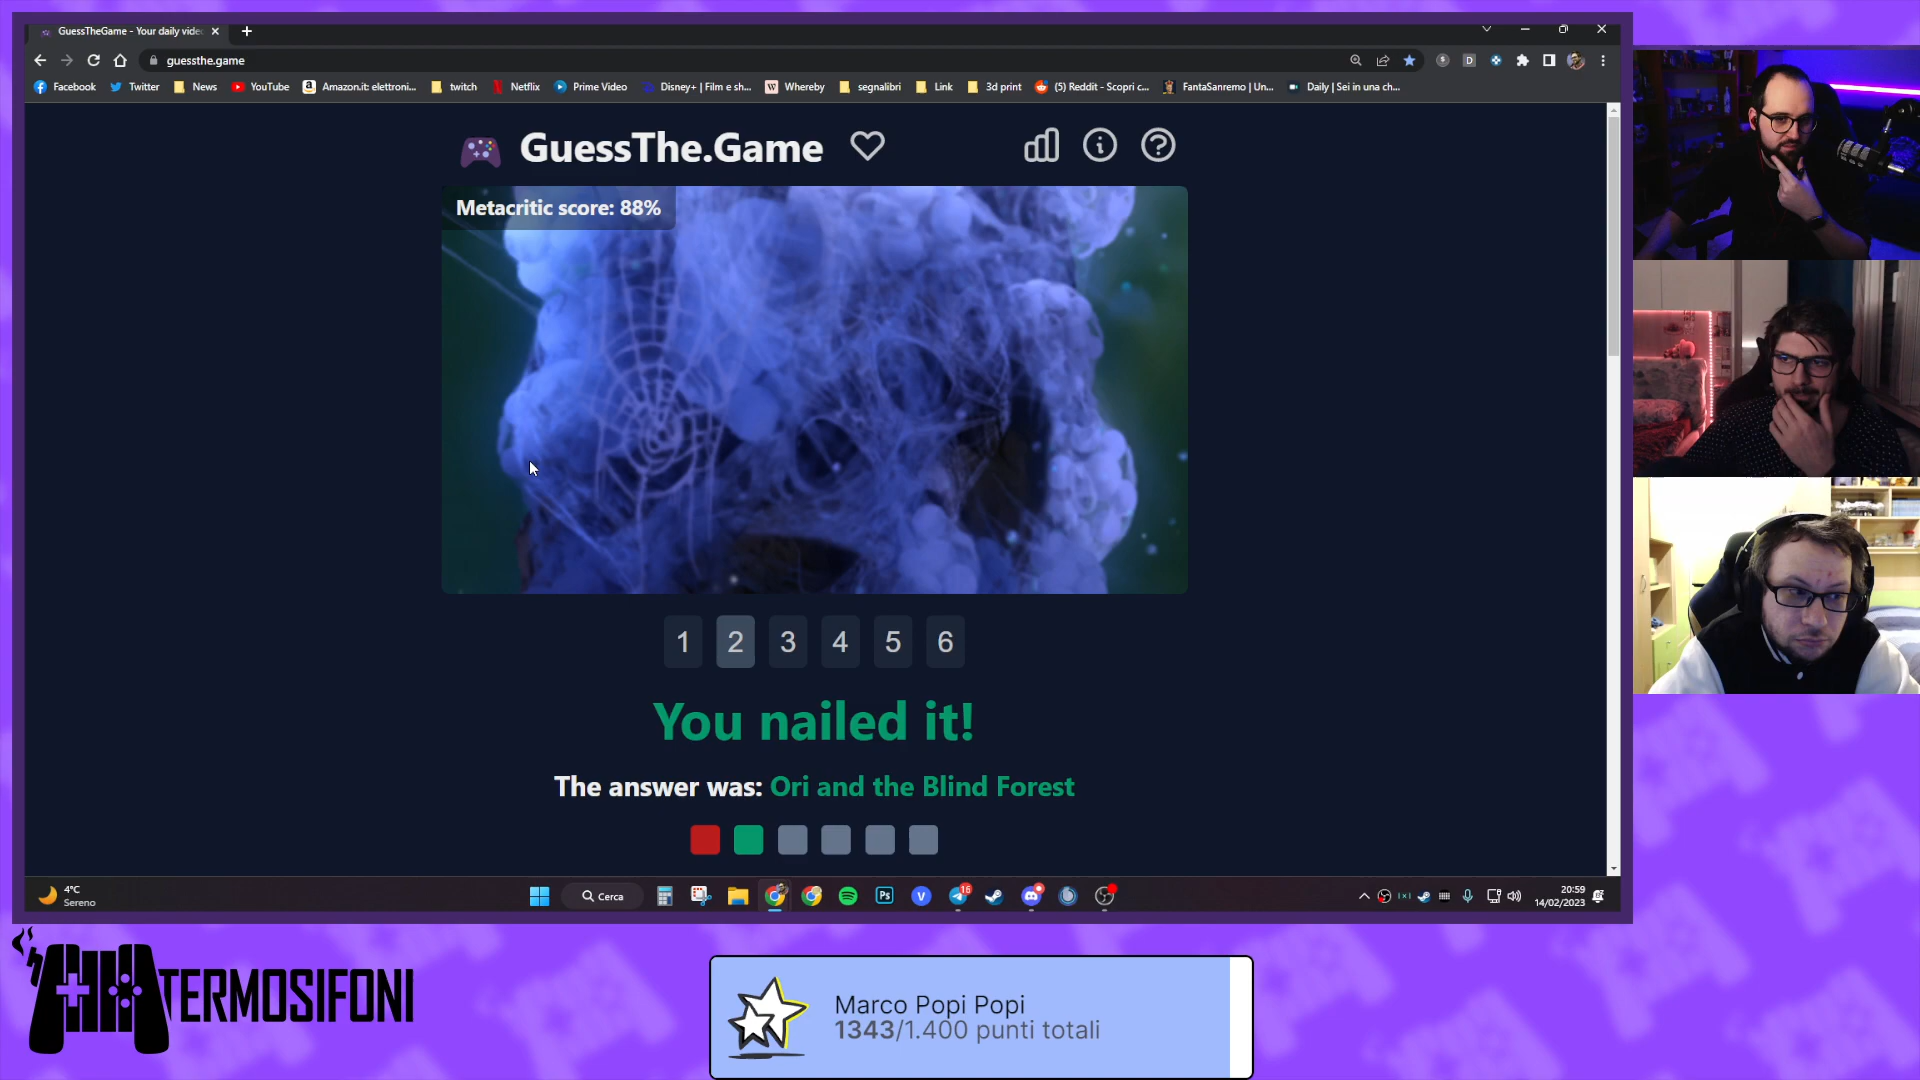 GuessTheGame - Your daily vide
guessthe.game
Facebook
Twitter
News
YouTube
Amazon.it: elettroni...
twitch
Netflix
Prime Video
Disney+ | Film e sh...
Whereby
segnalibri
Link
3d print
(5) Reddit - Scopri c...
FantaSanremo | Un...
Daily | Sei in una ch...
GuessThe.Game
Metacritic score: 88%
1 2 3 4 5 6
You nailed it!
The answer was: Ori and the Blind Forest
4°C
Sereno
Cerca
Ps
V
16
20:59
14/02/2023
TERMOSIFONI
Marco Popi Popi
1343/1.400 punti totali